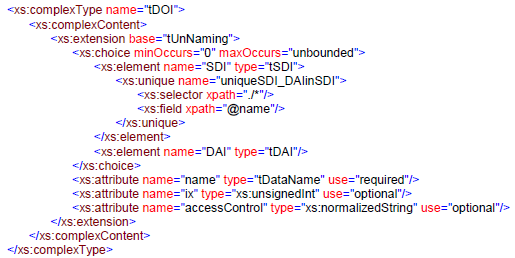 <xs:complexType name="tDOI">
<xs:complexContent>
<xs:extension base="tUnNaming">
<xs:choice minOccurs="0" maxOccurs="unbounded">
<xs:element name="SDI" type="tSDI">
<xs:unique name="uniqueSDI_DAIinSDI">
<xs:selector xpath="./*"/>
<xs:field xpath="@name"/>
</xs:unique>
</xs:element>
<xs:element name="DAI" type="tDAI"/>
</xs:choice>
<xs:attribute name="name" type="tDataName" use="required"/>
<xs:attribute name="ix" type="xs:unsignedInt" use="optional"/>
<xs:attribute name="accessControl" type="xs:normalizedString" use="optional"/>
</xs:extension>
</xs:complexContent>
</xs:complexType>